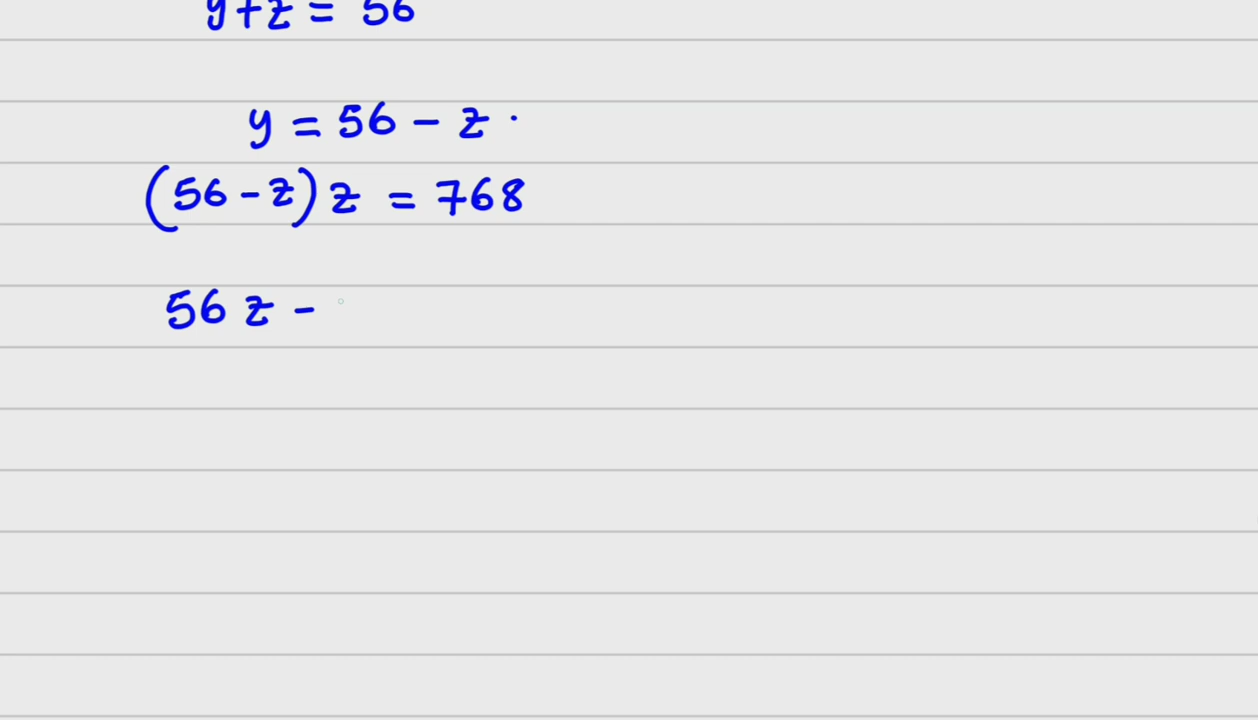 y+z = 56
y = 56 - z .
(56 - z) z = 768
56 z -